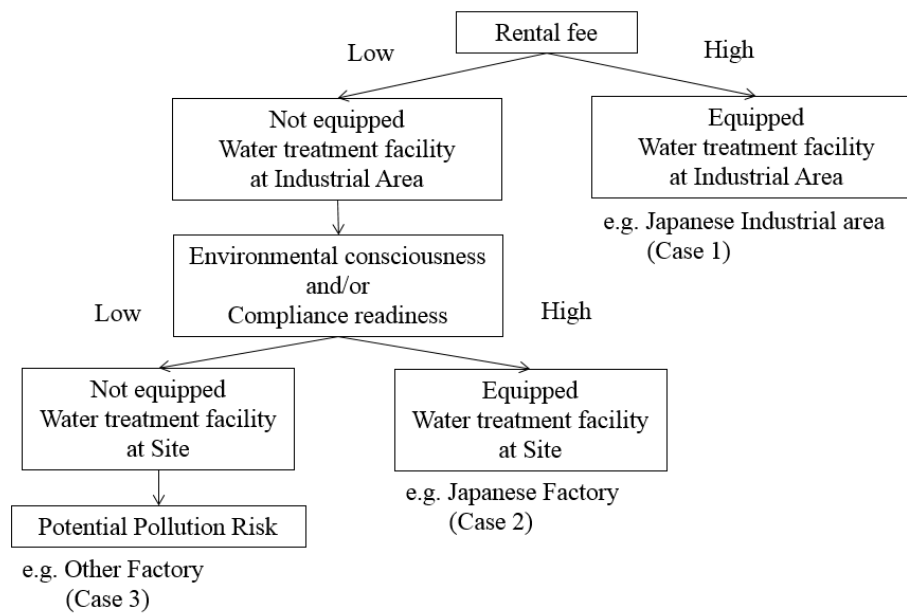 Rental fee
Low
High
Not equipped
Water treatment facility
at Industrial Area
Equipped
Water treatment facility
at Industrial Area
e.g. Japanese Industrial area
(Case 1)
Environmental consciousness
and/or
Compliance readiness
Low
High
Not equipped
Water treatment facility
at Site
Equipped
Water treatment facility
at Site
e.g. Japanese Factory
(Case 2)
Potential Pollution Risk
e.g. Other Factory
(Case 3)